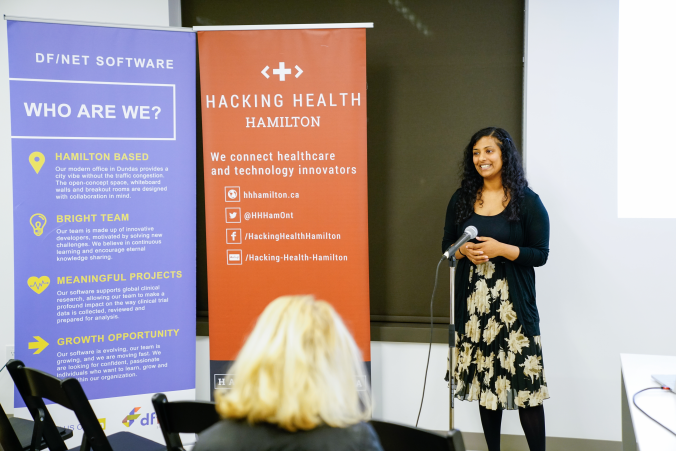 DF/NET SOFTWARE
WHO ARE WE?
HAMILTON BASED
Our modern office in Dundas provides a
city vibe without the traffic congestion.
The open-concept space, whiteboard
walls and breakout rooms are designed
with collaboration in mind.
BRIGHT TEAM
Our team is made up of innovative
developers, motivated by solving new
challenges. We believe in continuous
learning and encourage eternal
knowledge sharing.
MEANINGFUL PROJECTS
Our software supports global clinical
research, allowing our team to make a
profound impact on the way clinical trial
data is collected, reviewed and
prepared for analysis.
GROWTH OPPORTUNITY
Our software is evolving, our team is
growing, and we are moving fast. We
are looking for confident, passionate
individuals who want to learn, grow and
within our organization.
HACKING HEALTH
HAMILTON
We connect healthcare
and technology innovators
hhhamilton.ca
@HHHamOnt
/HackingHealthHamilton
/Hacking-Health-Hamilton